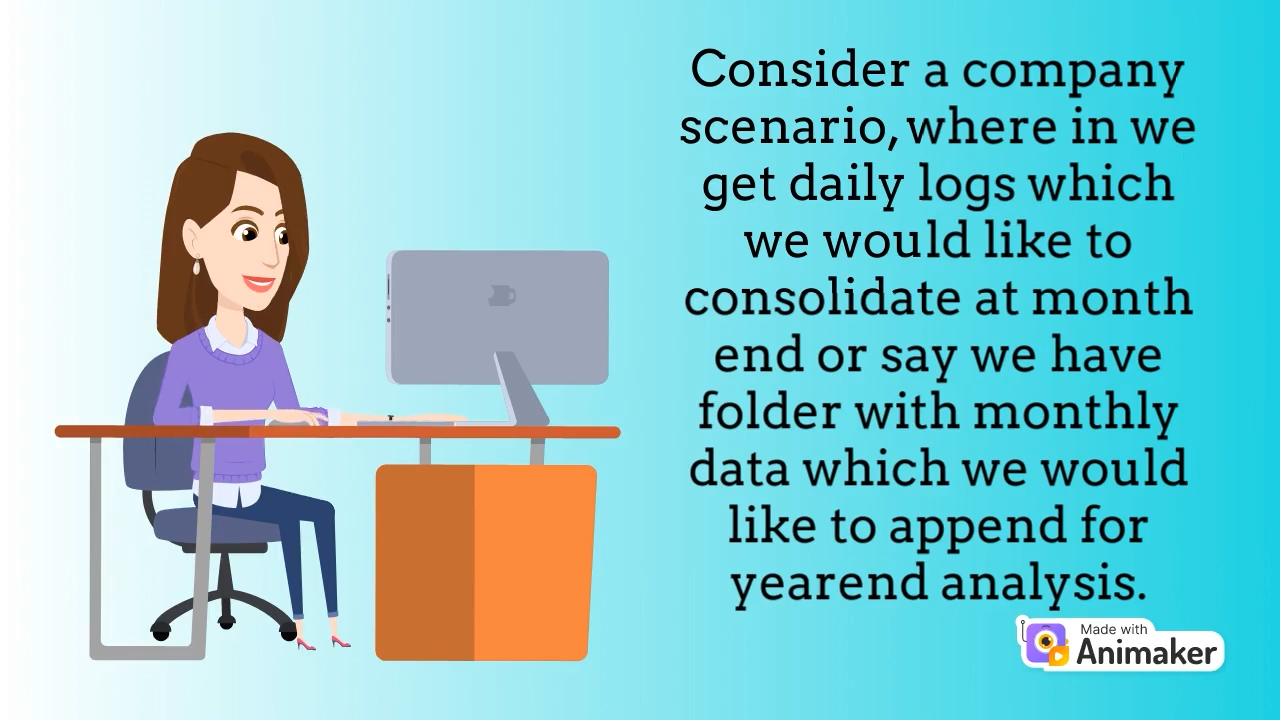 Consider a company
scenario, where in we
get daily logs which
we would like to
consolidate at month
end or say we have
folder with monthly
data which we would
like to append for
yearend analysis.
Made with
Animaker